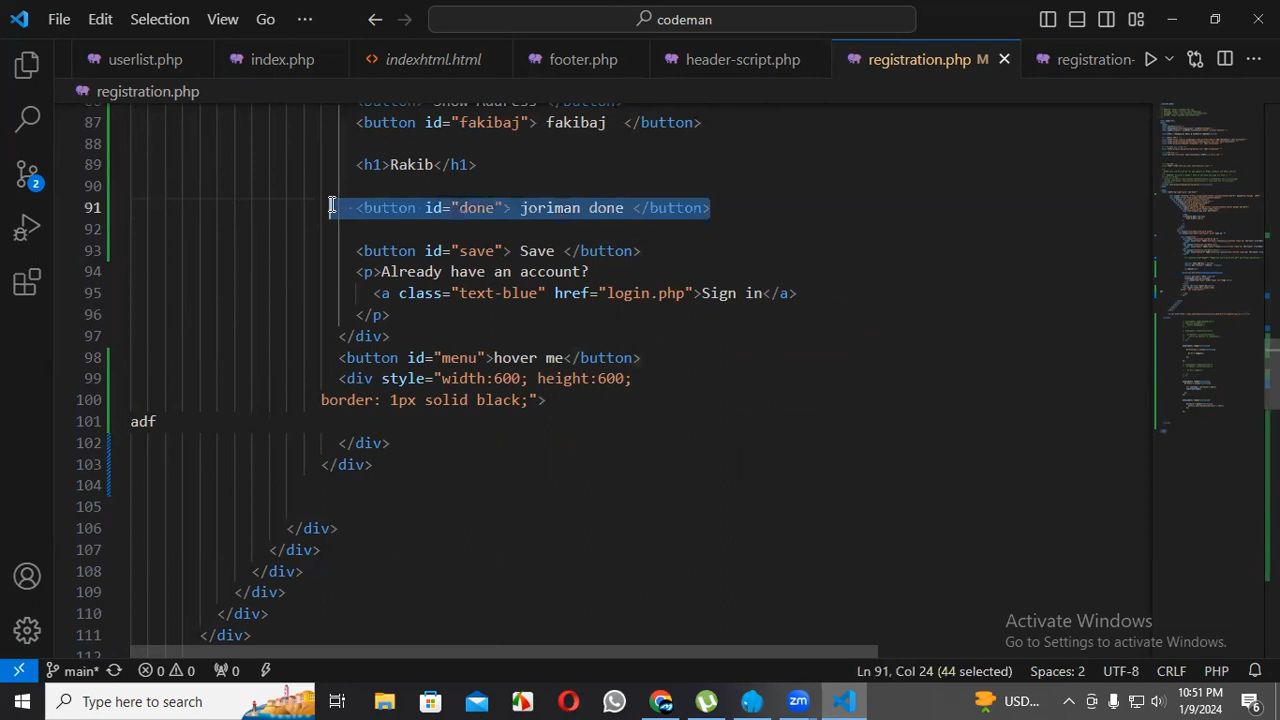 File Edit Selection View Go ··· codeman
userlist.php index.php indexhtml.html footer.php header-script.php registration.php M registration-
registration.php
<button> Show Address </button>
87 <button id="fakibaj"> fakibaj </button>
88
89 <h1>Rakib</h1>
90
91 <button id="done"> joriman done </button>
92
93 <button id="save"> Save </button>
94 <p>Already have an account?
95 <a class="text-blue" href="login.php">Sign in</a>
96 </p>
97 </div>
98 <button id="menu">hover me</button>
99 <div style="width:600; height:600;
100 border: 1px solid black;">
101 adf
102 </div>
103 </div>
104
105
106 </div>
107 </div>
108 </div>
109 </div>
110 </div>
111 </div>
112
Activate Windows
Go to Settings to activate Windows.
2
main* 0 0 0 Ln 91, Col 24 (44 selected) Spaces: 2 UTF-8 CRLF PHP
Type here to search USD... 10:51 PM
1/9/2024 6